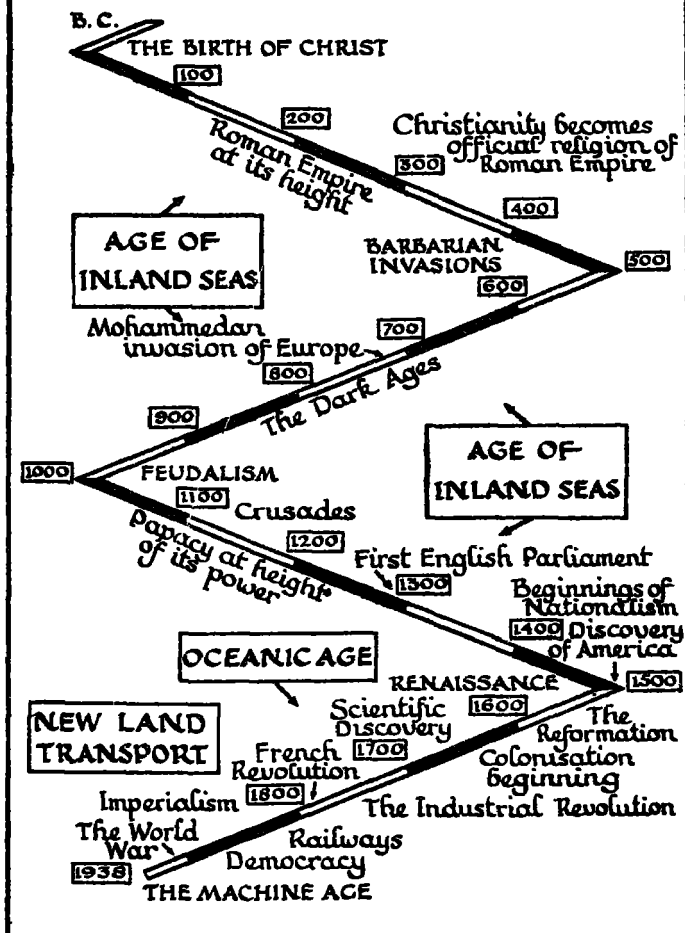 B.C.
THE BIRTH OF CHRIST
100
200
Roman Empire
at its height
Christianity becomes
official religion of
Roman Empire
300
400
AGE OF
INLAND SEAS
BARBARIAN
INVASIONS
500
600
Mohammedan
invasion of Europe
700
800
The Dark Ages
900
AGE OF
INLAND SEAS
1000
FEUDALISM
1100
Crusades
Papacy at height
of its power
1200
First English Parliament
1300
Beginnings of
Nationalism
1400
Discovery
of America
OCEANIC AGE
RENAISSANCE
1500
1600
The
Reformation
Scientific
Discovery
NEW LAND
TRANSPORT
1700
Colonisation
beginning
French
Revolution
1800
The Industrial Revolution
Imperialism
The World
War
Railways
Democracy
1938
THE MACHINE AGE